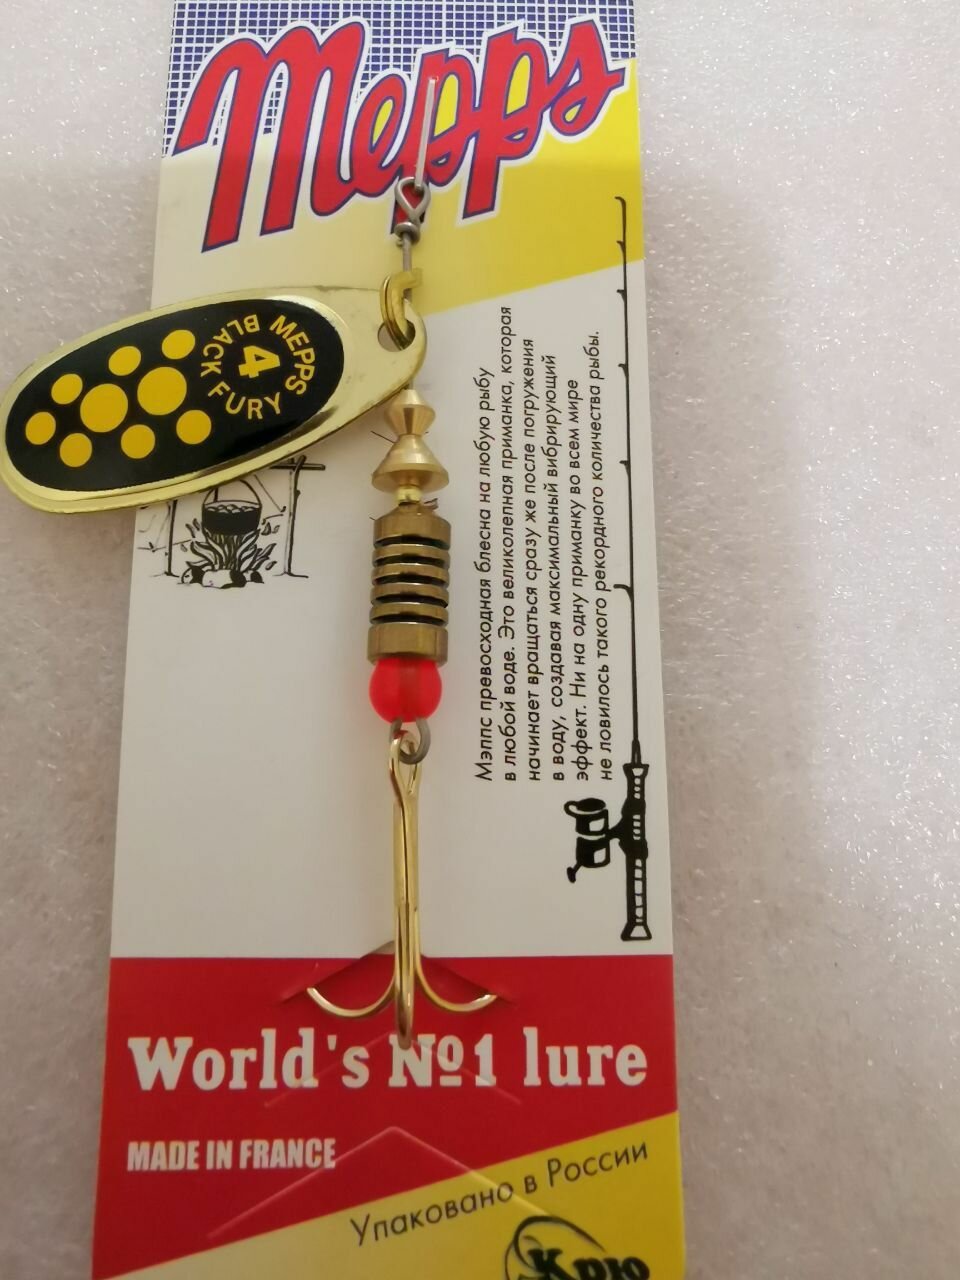 Mepps
MEPPS
BLACK FURY
4
Мэппс превосходная блесна на любую рыбу
в любой воде. Это великолепная приманка, которая
начинает вращаться сразу же после погружения
в воду, создавая максимальный вибрирующий
эффект. Ни на одну приманку во всем мире
не ловилось такого рекордного количества рыбы.
World's №1 lure
MADE IN FRANCE
Упаковано в России